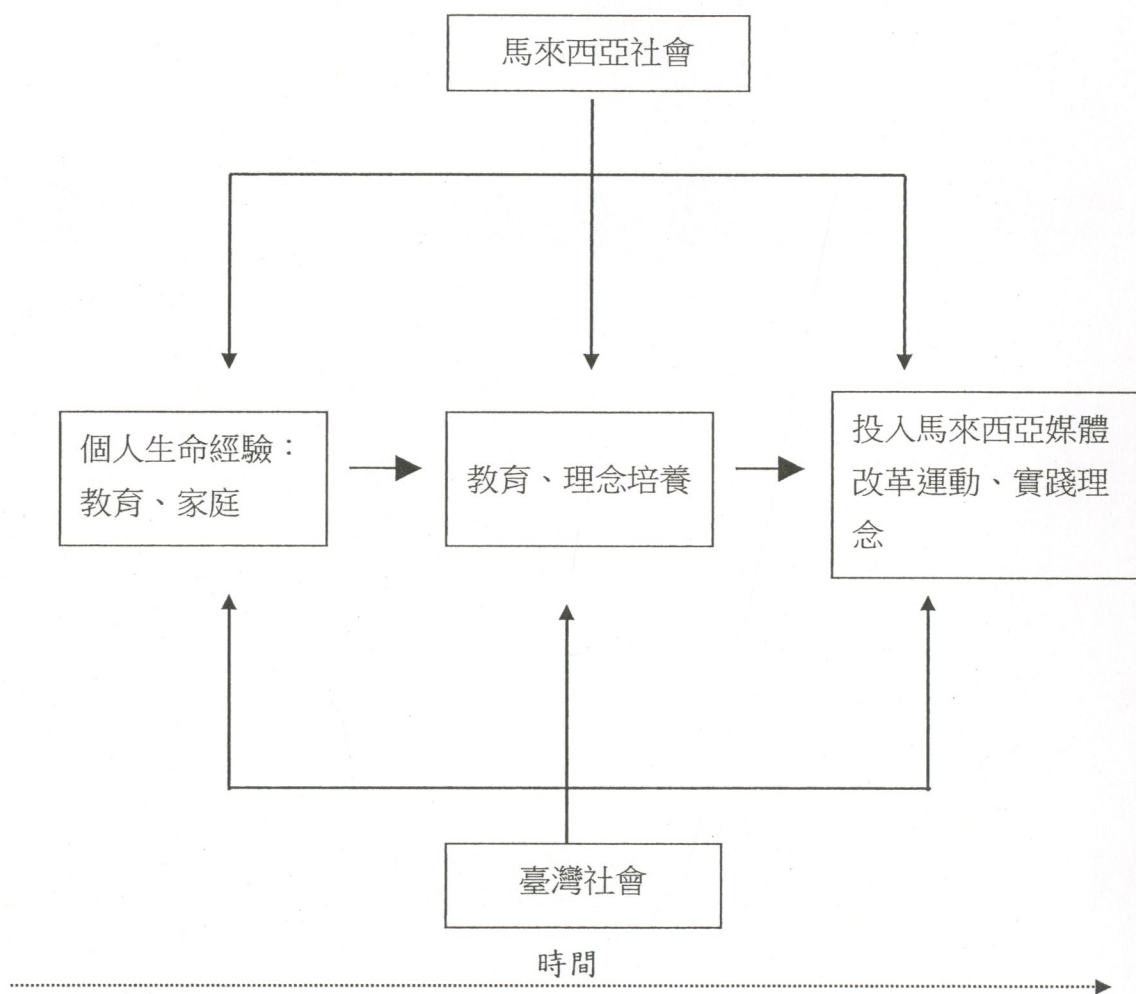 馬來西亞社會
個人生命經驗：
教育、家庭
教育、理念培養
投入馬來西亞媒體
改革運動、實踐理
念
臺灣社會
時間